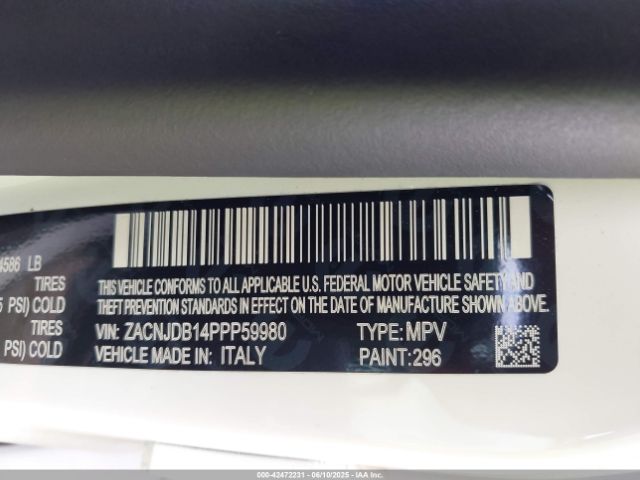 4586 LB
TIRES
PSI) COLD
TIRES
PSI) COLD
THIS VEHICLE CONFORMS TO ALL APPLICABLE U.S. FEDERAL MOTOR VEHICLE SAFETY AND
THEFT PREVENTION STANDARDS IN EFFECT ON THE DATE OF MANUFACTURE SHOWN ABOVE.
VIN: ZACNJDB14PPP59980 TYPE: MPV
VEHICLE MADE IN: ITALY PAINT: 296
000-42472231 - 06/10/2025 - IAA Inc.